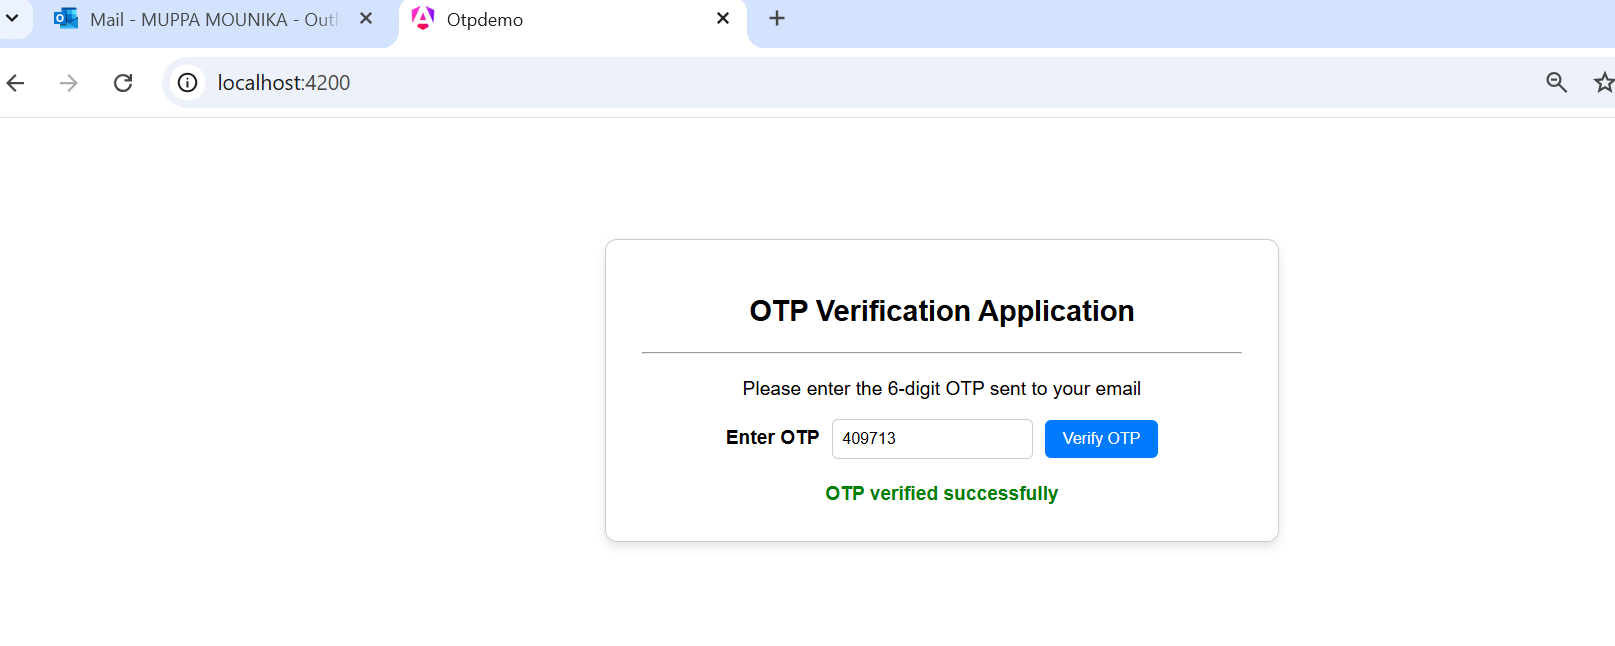 Mail - MUPPA MOUNIKA - Outl
Otpdemo
localhost:4200
OTP Verification Application
Please enter the 6-digit OTP sent to your email
Enter OTP 409713 Verify OTP
OTP verified successfully